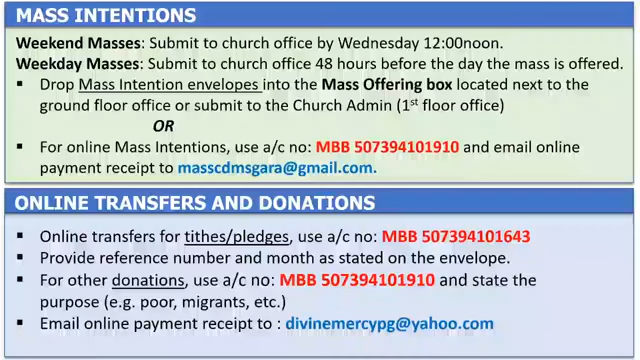 MASS INTENTIONS
Weekend Masses: Submit to church office by Wednesday 12:00noon.
Weekday Masses: Submit to church office 48 hours before the day the mass is offered.
▪ Drop Mass Intention envelopes into the Mass Offering box located next to the
ground floor office or submit to the Church Admin (1st floor office)
OR
▪ For online Mass Intentions, use a/c no: MBB 507394101910 and email online
payment receipt to masscdmsgara@gmail.com.
ONLINE TRANSFERS AND DONATIONS
▪ Online transfers for tithes/pledges, use a/c no: MBB 507394101643
▪ Provide reference number and month as stated on the envelope.
▪ For other donations, use a/c no: MBB 507394101910 and state the
purpose (e.g. poor, migrants, etc.)
▪ Email online payment receipt to : divinemercypg@yahoo.com